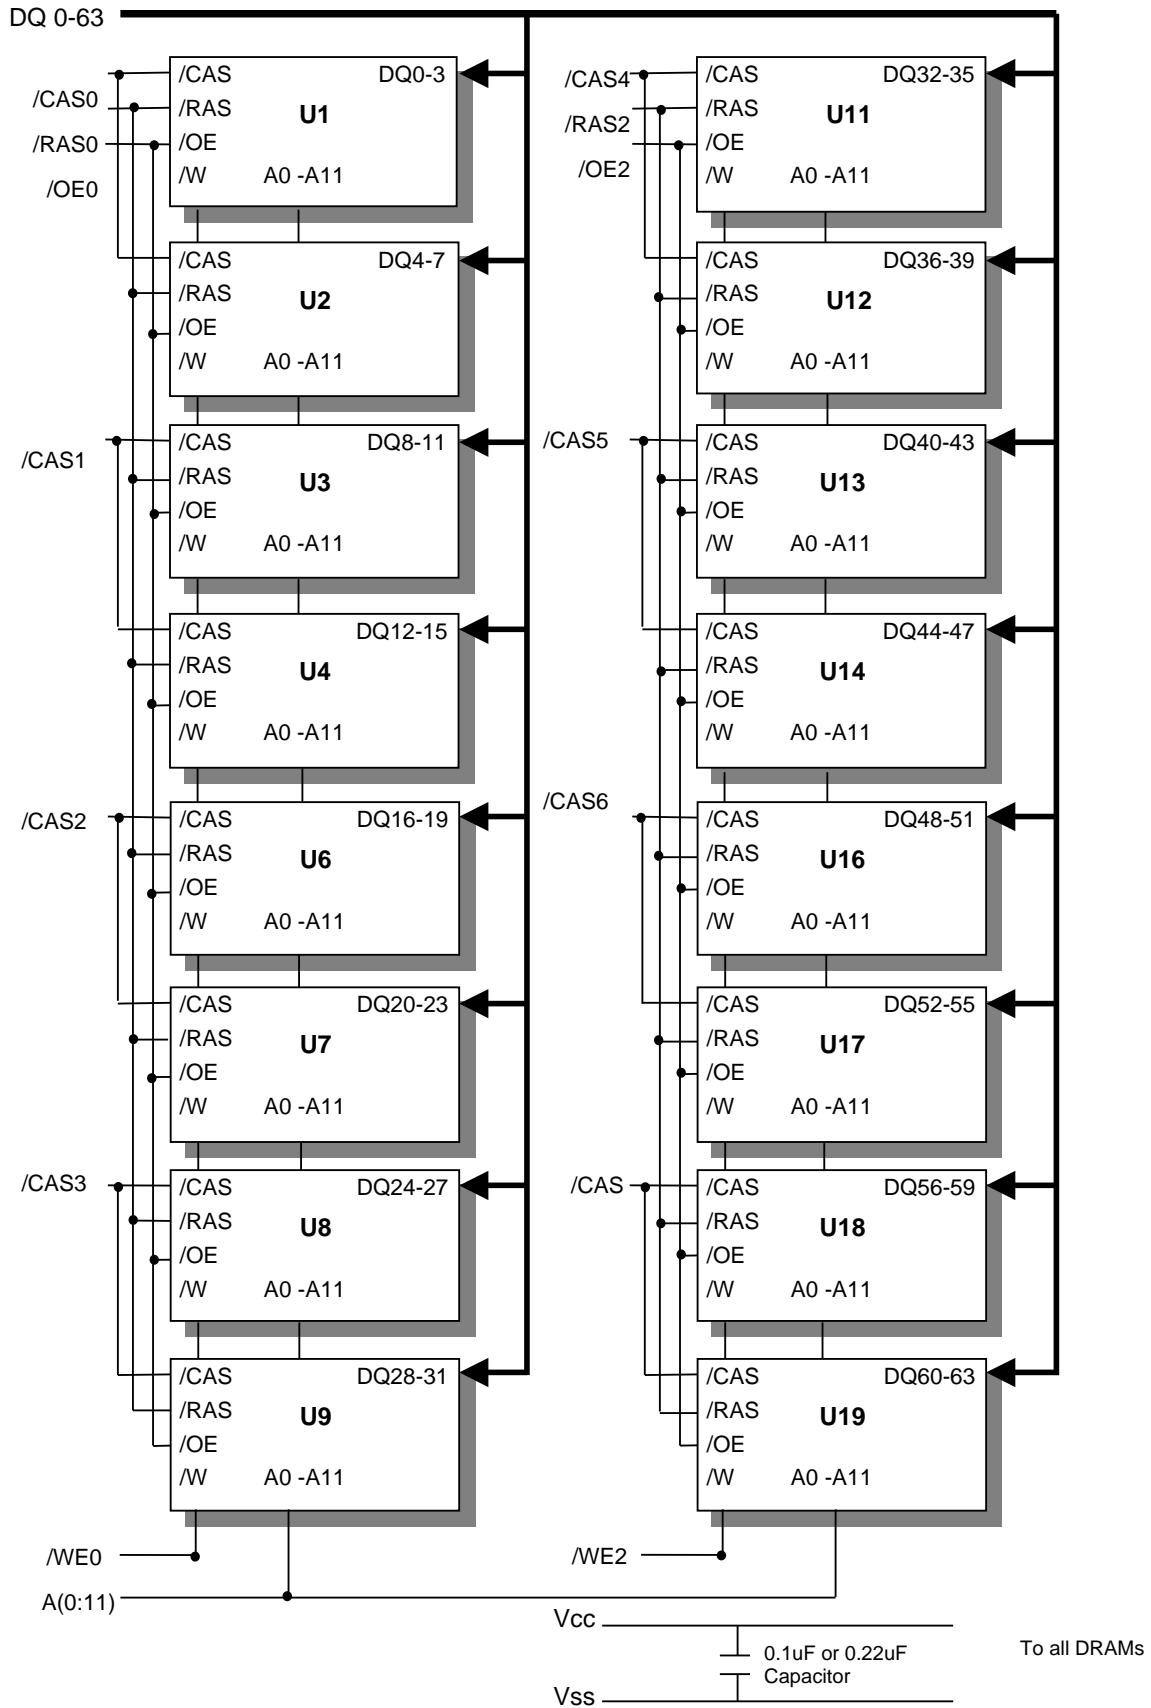 DQ 0-63
/CAS0
/RAS0
/OE0
/CAS DQ0-3
/RAS U1
/OE
/W A0 -A11
/CAS DQ4-7
/RAS U2
/OE
/W A0 -A11
/CAS1
/CAS DQ8-11
/RAS U3
/OE
/W A0 -A11
/CAS DQ12-15
/RAS U4
/OE
/W A0 -A11
/CAS2
/CAS DQ16-19
/RAS U6
/OE
/W A0 -A11
/CAS DQ20-23
/RAS U7
/OE
/W A0 -A11
/CAS3
/CAS DQ24-27
/RAS U8
/OE
/W A0 -A11
/CAS DQ28-31
/RAS U9
/OE
/W A0 -A11
/WE0
A(0:11)
/CAS4
/RAS2
/OE2
/CAS DQ32-35
/RAS U11
/OE
/W A0 -A11
/CAS DQ36-39
/RAS U12
/OE
/W A0 -A11
/CAS5
/CAS DQ40-43
/RAS U13
/OE
/W A0 -A11
/CAS DQ44-47
/RAS U14
/OE
/W A0 -A11
/CAS6
/CAS DQ48-51
/RAS U16
/OE
/W A0 -A11
/CAS DQ52-55
/RAS U17
/OE
/W A0 -A11
/CAS
/CAS DQ56-59
/RAS U18
/OE
/W A0 -A11
/CAS DQ60-63
/RAS U19
/OE
/W A0 -A11
/WE2
Vcc
0.1uF or 0.22uF
Capacitor
To all DRAMs
Vss